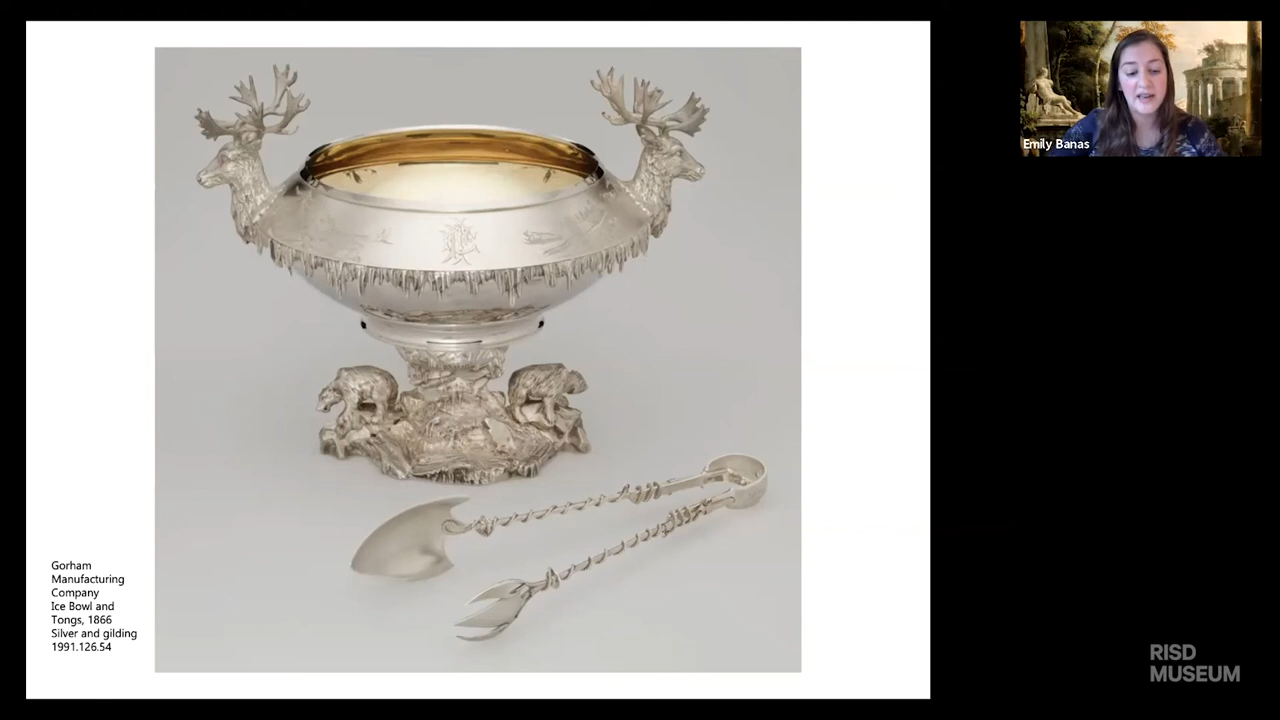 Emily Banas
Gorham
Manufacturing
Company
Ice Bowl and
Tongs, 1866
Silver and gilding
1991.126.54
RISD
MUSEUM